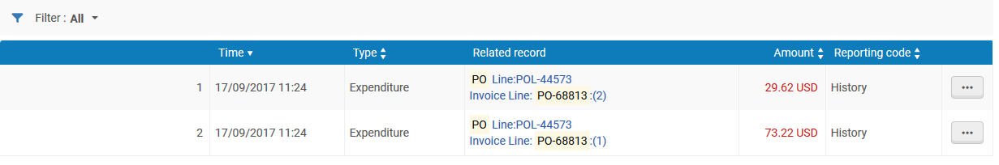 Filter : All
Time Type Related record Amount Reporting code
1 17/09/2017 11:24 Expenditure PO Line:POL-44573 29.62 USD History ...
Invoice Line: PO-68813:(2)
2 17/09/2017 11:24 Expenditure PO Line:POL-44573 73.22 USD History ...
Invoice Line: PO-68813:(1)